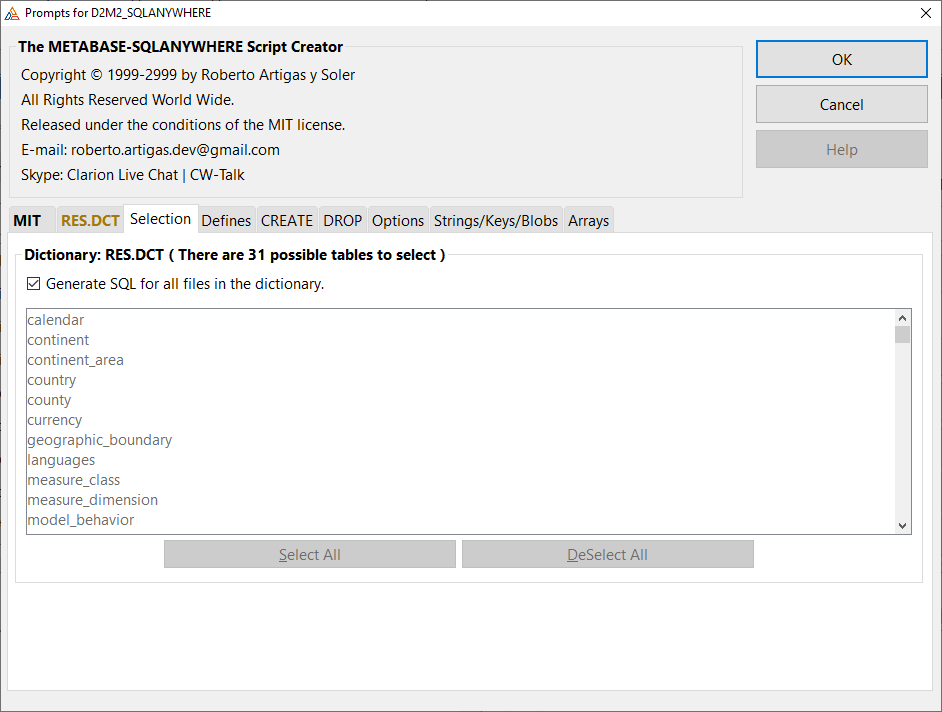 Prompts for D2M2_SQLANYWHERE
The METABASE-SQLANYWHERE Script Creator
Copyright © 1999-2999 by Roberto Artigas y Soler
All Rights Reserved World Wide.
Released under the conditions of the MIT license.
E-mail: roberto.artigas.dev@gmail.com
Skype: Clarion Live Chat | CW-Talk
OK
Cancel
Help
MIT RES.DCT Selection Defines CREATE DROP Options Strings/Keys/Blobs Arrays
Dictionary: RES.DCT ( There are 31 possible tables to select )
Generate SQL for all files in the dictionary.
calendar
continent
continent_area
country
county
currency
geographic_boundary
languages
measure_class
measure_dimension
model_behavior
Select All DeSelect All